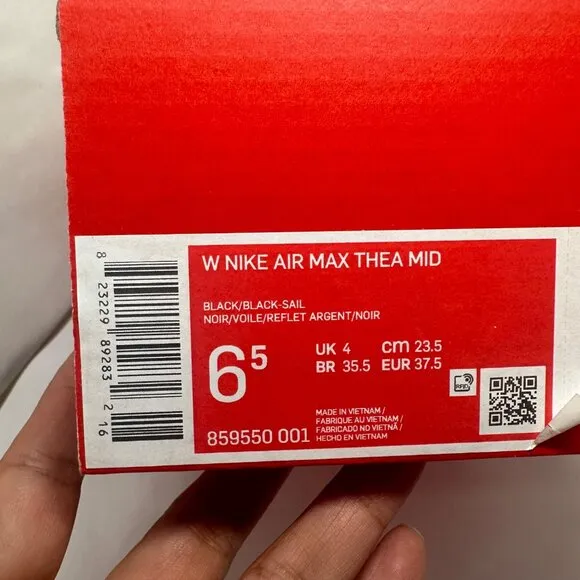 W NIKE AIR MAX THEA MID
BLACK/BLACK-SAIL
NOIR/VOILE/REFLET ARGENT/NOIR
6⁵
UK 4 cm 23.5
BR 35.5 EUR 37.5
RFID
859550 001
MADE IN VIETNAM /
FABRIQUE AU VIETNAM /
FABRICADO NO VIETNÃ /
HECHO EN VIETNAM
8 23229 89283 2 16